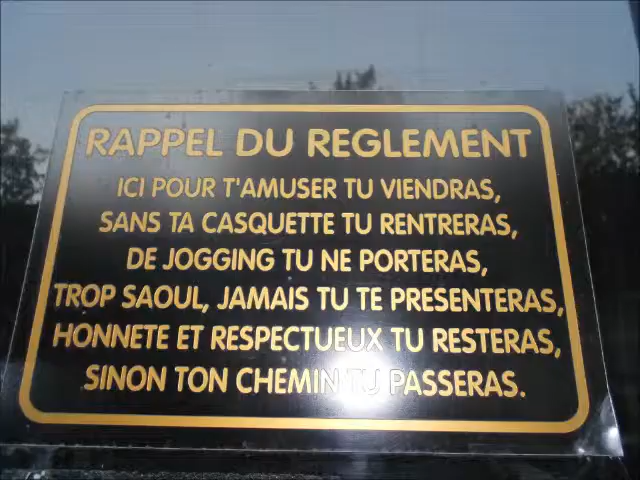 RAPPEL DU REGLEMENT
ICI POUR T'AMUSER TU VIENDRAS,
SANS TA CASQUETTE TU RENTRERAS,
DE JOGGING TU NE PORTERAS,
TROP SAOUL, JAMAIS TU TE PRESENTERAS,
HONNETE ET RESPECTUEUX TU RESTERAS,
SINON TON CHEMIN TU PASSERAS.